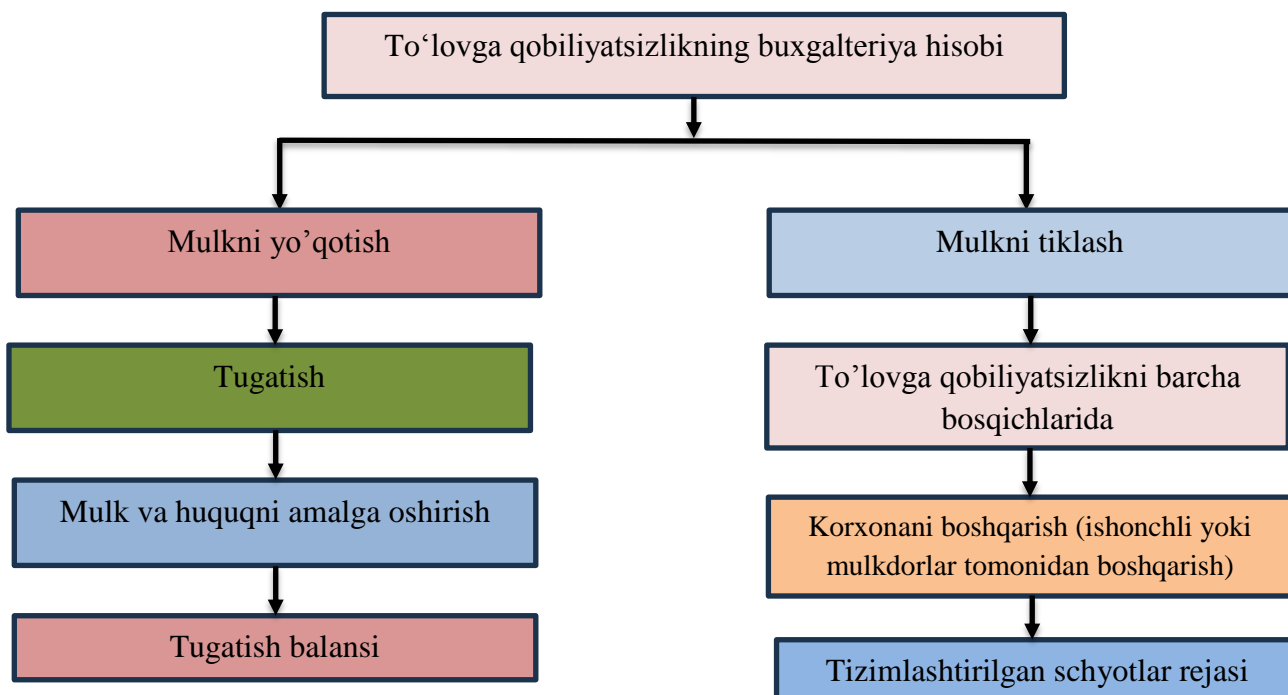 To‘lovga qobiliyatsizlikning buxgalteriya hisobi
Mulkni yo’qotish
Mulkni tiklash
Tugatish
To’lovga qobiliyatsizlikni barcha
bosqichlarida
Mulk va huquqni amalga oshirish
Korxonani boshqarish (ishonchli yoki
mulkdorlar tomonidan boshqarish)
Tugatish balansi
Tizimlashtirilgan schyotlar rejasi